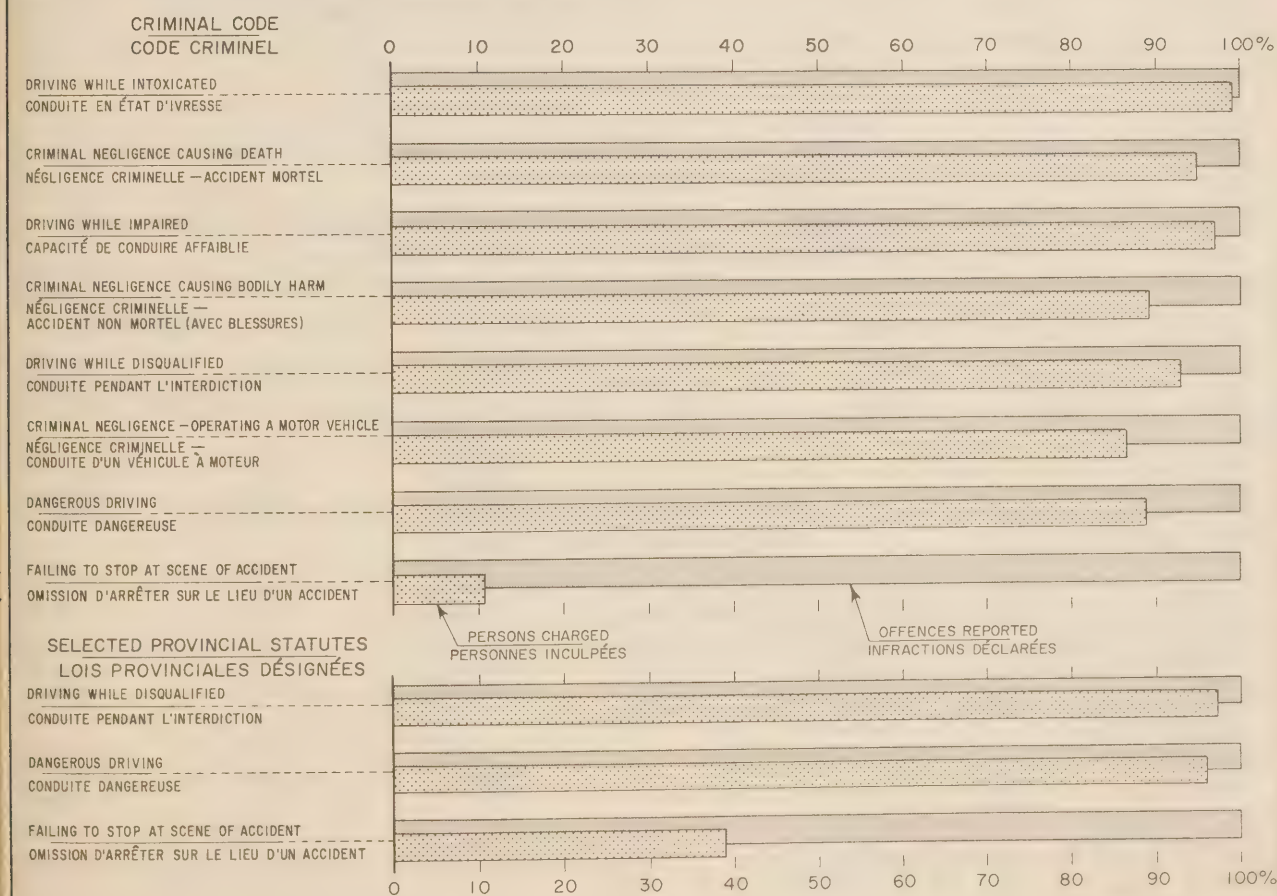 CRIMINAL CODE
CODE CRIMINEL
0 10 20 30 40 50 60 70 80 90 100%
DRIVING WHILE INTOXICATED
CONDUITE EN ÉTAT D'IVRESSE
CRIMINAL NEGLIGENCE CAUSING DEATH
NÉGLIGENCE CRIMINELLE — ACCIDENT MORTEL
DRIVING WHILE IMPAIRED
CAPACITÉ DE CONDUIRE AFFAIBLIE
CRIMINAL NEGLIGENCE CAUSING BODILY HARM
NÉGLIGENCE CRIMINELLE —
ACCIDENT NON MORTEL (AVEC BLESSURES)
DRIVING WHILE DISQUALIFIED
CONDUITE PENDANT L'INTERDICTION
CRIMINAL NEGLIGENCE — OPERATING A MOTOR VEHICLE
NÉGLIGENCE CRIMINELLE —
CONDUITE D'UN VÉHICULE À MOTEUR
DANGEROUS DRIVING
CONDUITE DANGEREUSE
FAILING TO STOP AT SCENE OF ACCIDENT
OMISSION D'ARRÊTER SUR LE LIEU D'UN ACCIDENT
PERSONS CHARGED
PERSONNES INCULPÉES
OFFENCES REPORTED
INFRACTIONS DÉCLARÉES
SELECTED PROVINCIAL STATUTES
LOIS PROVINCIALES DÉSIGNÉES
DRIVING WHILE DISQUALIFIED
CONDUITE PENDANT L'INTERDICTION
DANGEROUS DRIVING
CONDUITE DANGEREUSE
FAILING TO STOP AT SCENE OF ACCIDENT
OMISSION D'ARRÊTER SUR LE LIEU D'UN ACCIDENT
0 10 20 30 40 50 60 70 80 90 100%